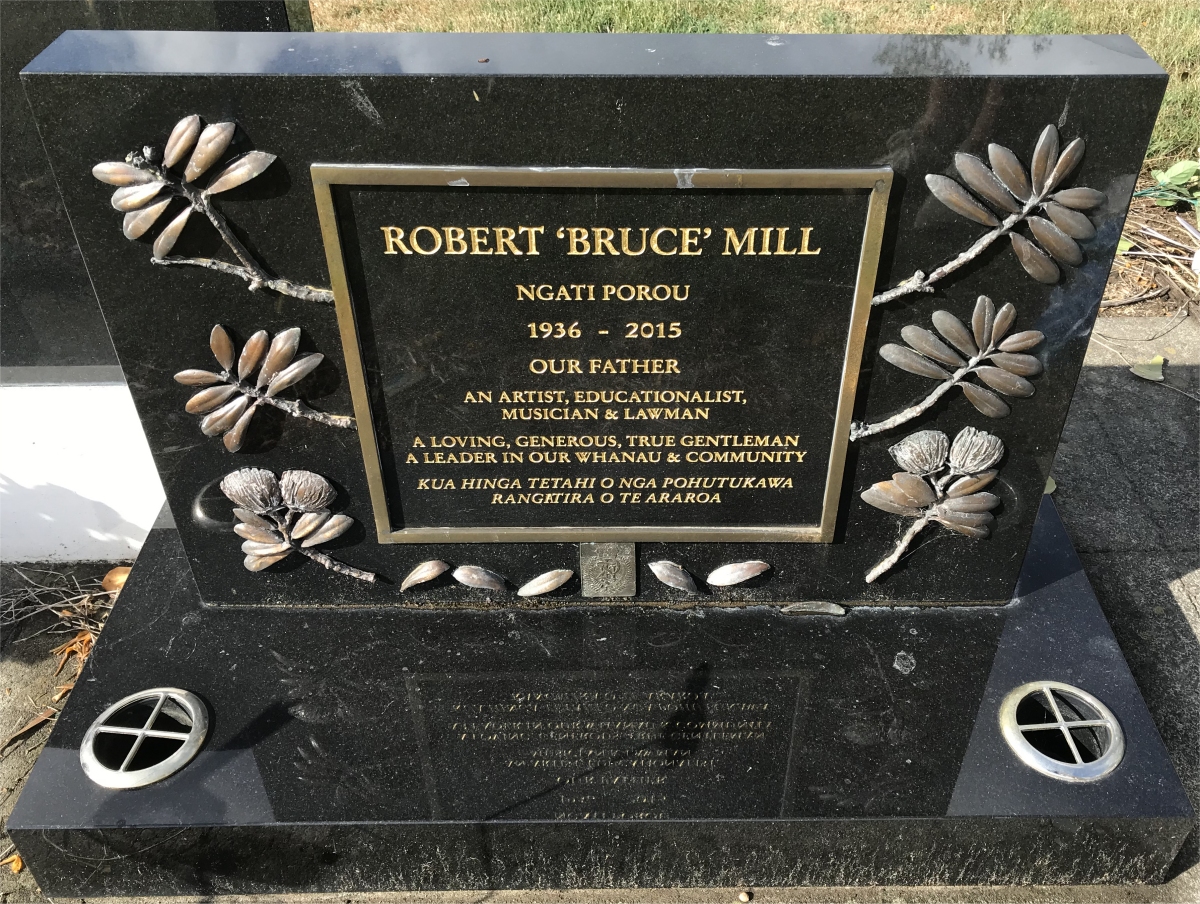 ROBERT ‘BRUCE’ MILL
NGATI POROU
1936 - 2015
OUR FATHER
AN ARTIST, EDUCATIONALIST,
MUSICIAN & LAWMAN
A LOVING, GENEROUS, TRUE GENTLEMAN
A LEADER IN OUR WHANAU & COMMUNITY
KUA HINGA TETAHI O NGA POHUTUKAWA
RANGATIRA O TE ARAROA